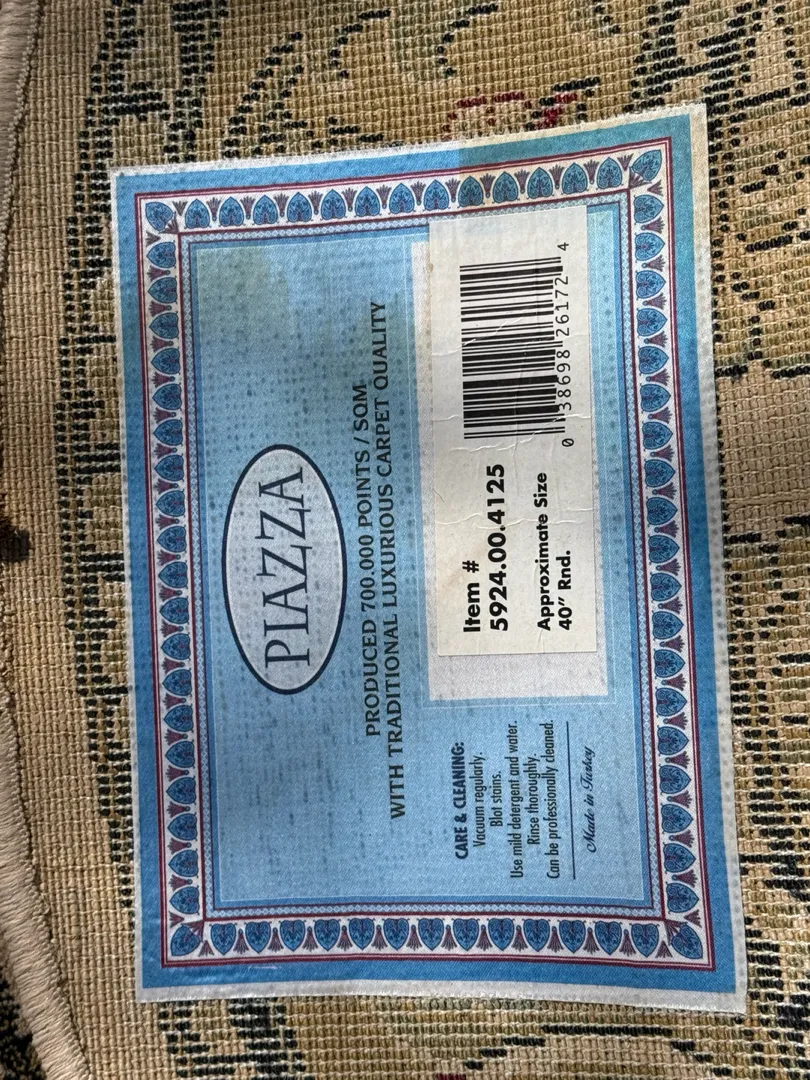 PIAZZA
PRODUCED 700.000 POINTS / SQM
WITH TRADITIONAL LUXURIOUS CARPET QUALITY
CARE & CLEANING:
Vacuum regularly.
Blot stains.
Use mild detergent and water.
Rinse thoroughly.
Can be professionally cleaned.
Made in Turkey
Item #
5924.00.4125
Approximate Size
40" Rnd.
0 38698 26172 4